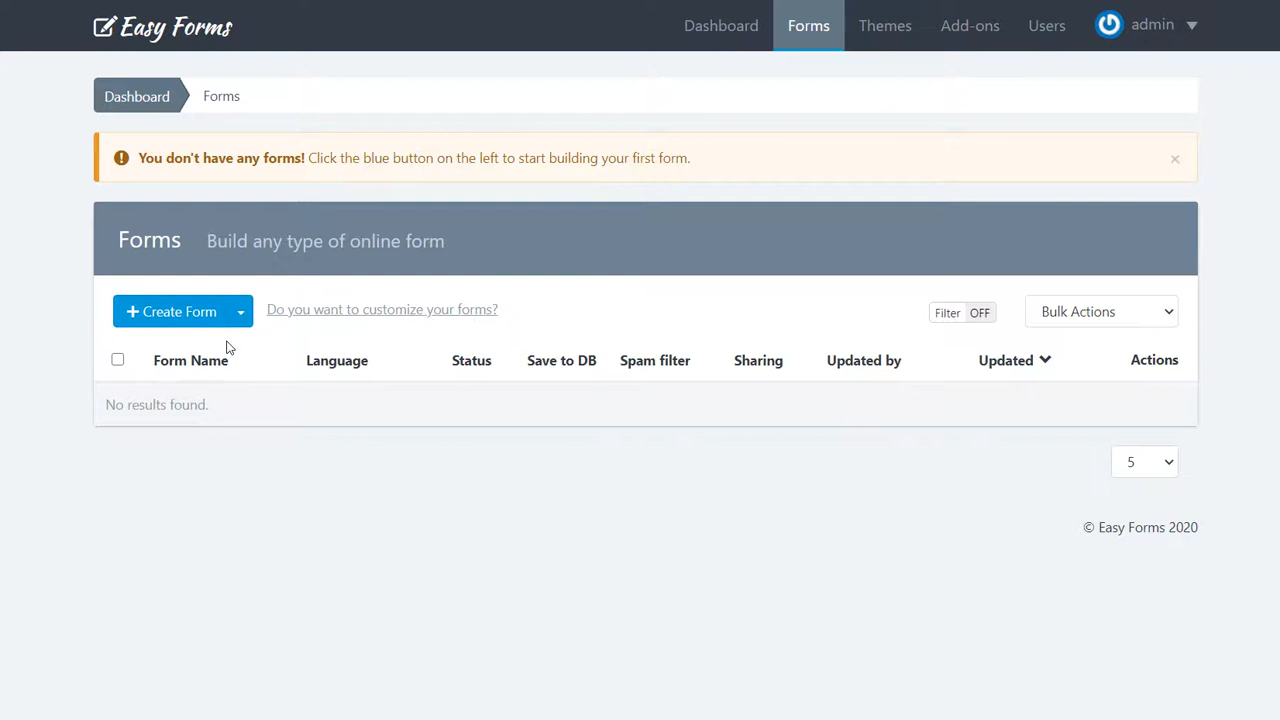 Easy Forms
Dashboard
Forms
Themes
Add-ons
Users
admin
Dashboard
Forms
You don't have any forms! Click the blue button on the left to start building your first form.
×
Forms Build any type of online form
Create Form
Do you want to customize your forms?
Filter OFF
Bulk Actions
Form Name
Language
Status
Save to DB
Spam filter
Sharing
Updated by
Updated
Actions
No results found.
5
© Easy Forms 2020